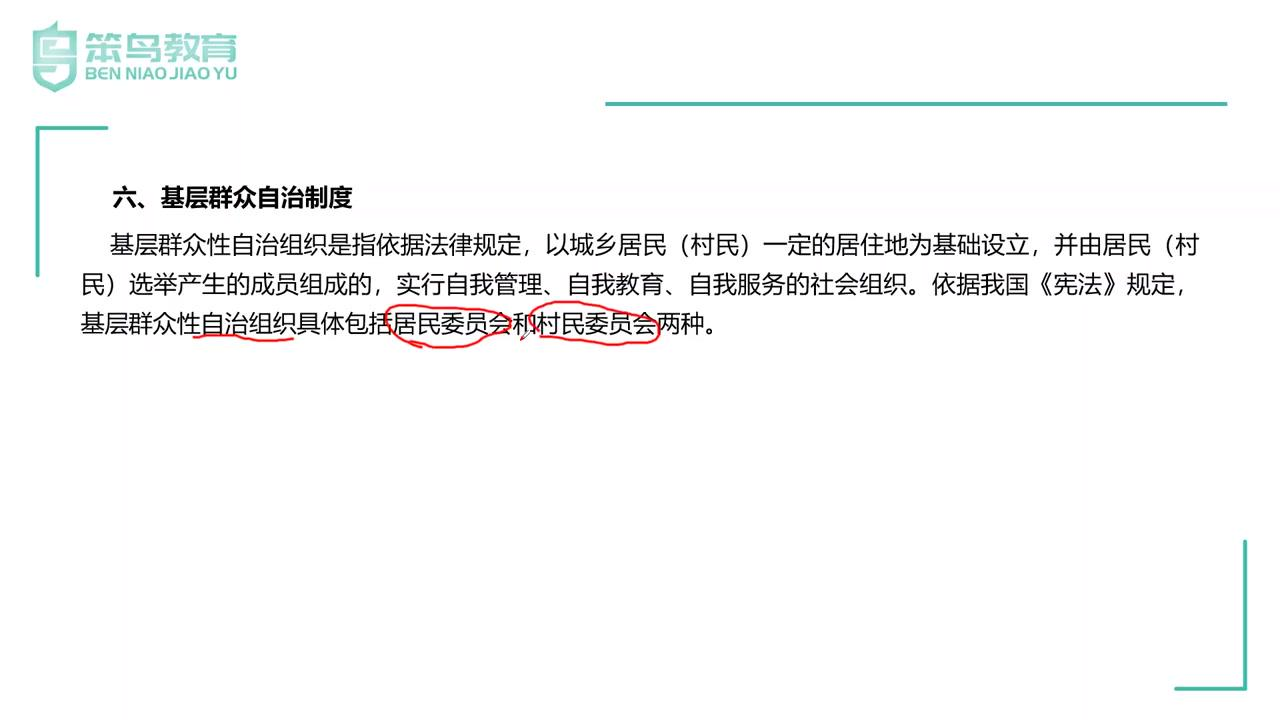 笨鸟教育
BEN NIAO JIAO YU
六、基层群众自治制度
基层群众性自治组织是指依据法律规定，以城乡居民（村民）一定的居住地为基础设立，并由居民（村
民）选举产生的成员组成的，实行自我管理、自我教育、自我服务的社会组织。依据我国《宪法》规定，
基层群众性自治组织具体包括居民委员会和村民委员会两种。